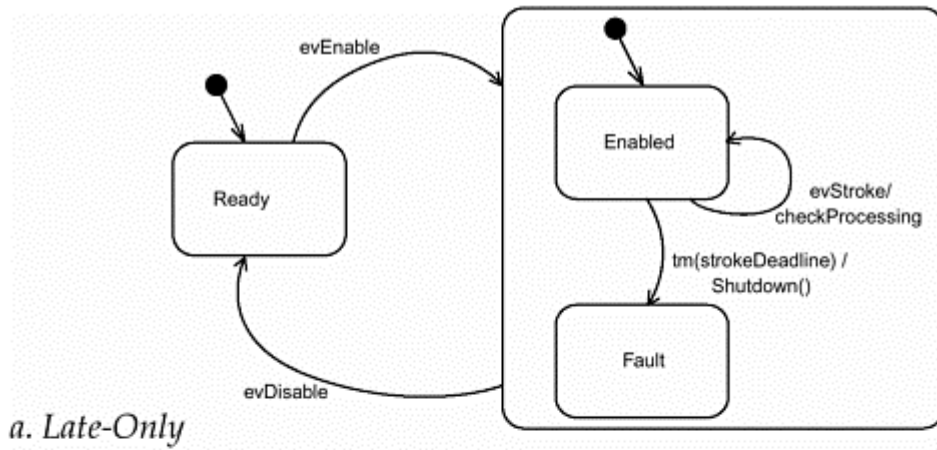 evEnable
Ready
Enabled
evStroke/
checkProcessing
tm(strokeDeadline) /
Shutdown()
Fault
evDisable
a. Late-Only